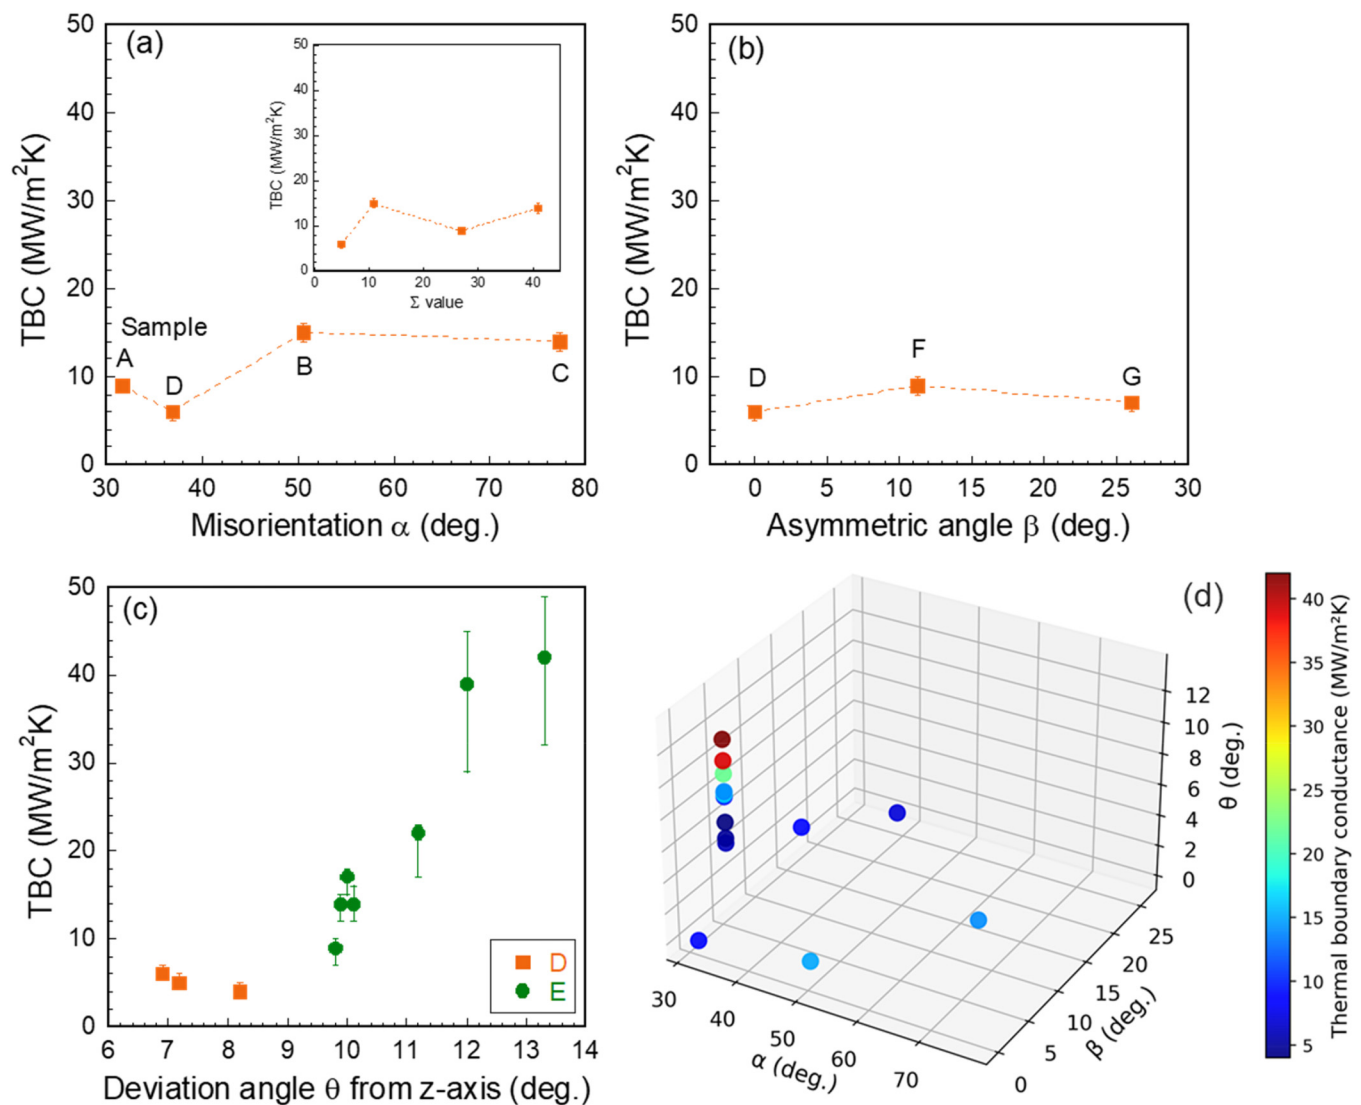 (a)
TBC (MW/m²K)
50
40
30
20
10
0
Sample
A
D
B
C
30 40 50 60 70 80
Misorientation α (deg.)
TBC (MW/m²K)
50
40
30
20
10
0
0 10 20 30 40
Σ value
(b)
TBC (MW/m²K)
50
40
30
20
10
0
D
F
G
0 5 10 15 20 25 30
Asymmetric angle β (deg.)
(c)
TBC (MW/m²K)
50
40
30
20
10
0
D
E
6 7 8 9 10 11 12 13 14
Deviation angle θ from z-axis (deg.)
(d)
30 40 50 60 70
α (deg.)
0 5 10 15 20 25
β (deg.)
12
10
8
6
4
2
0
θ (deg.)
40
35
30
25
20
15
10
5
Thermal boundary conductance (MW/m²K)